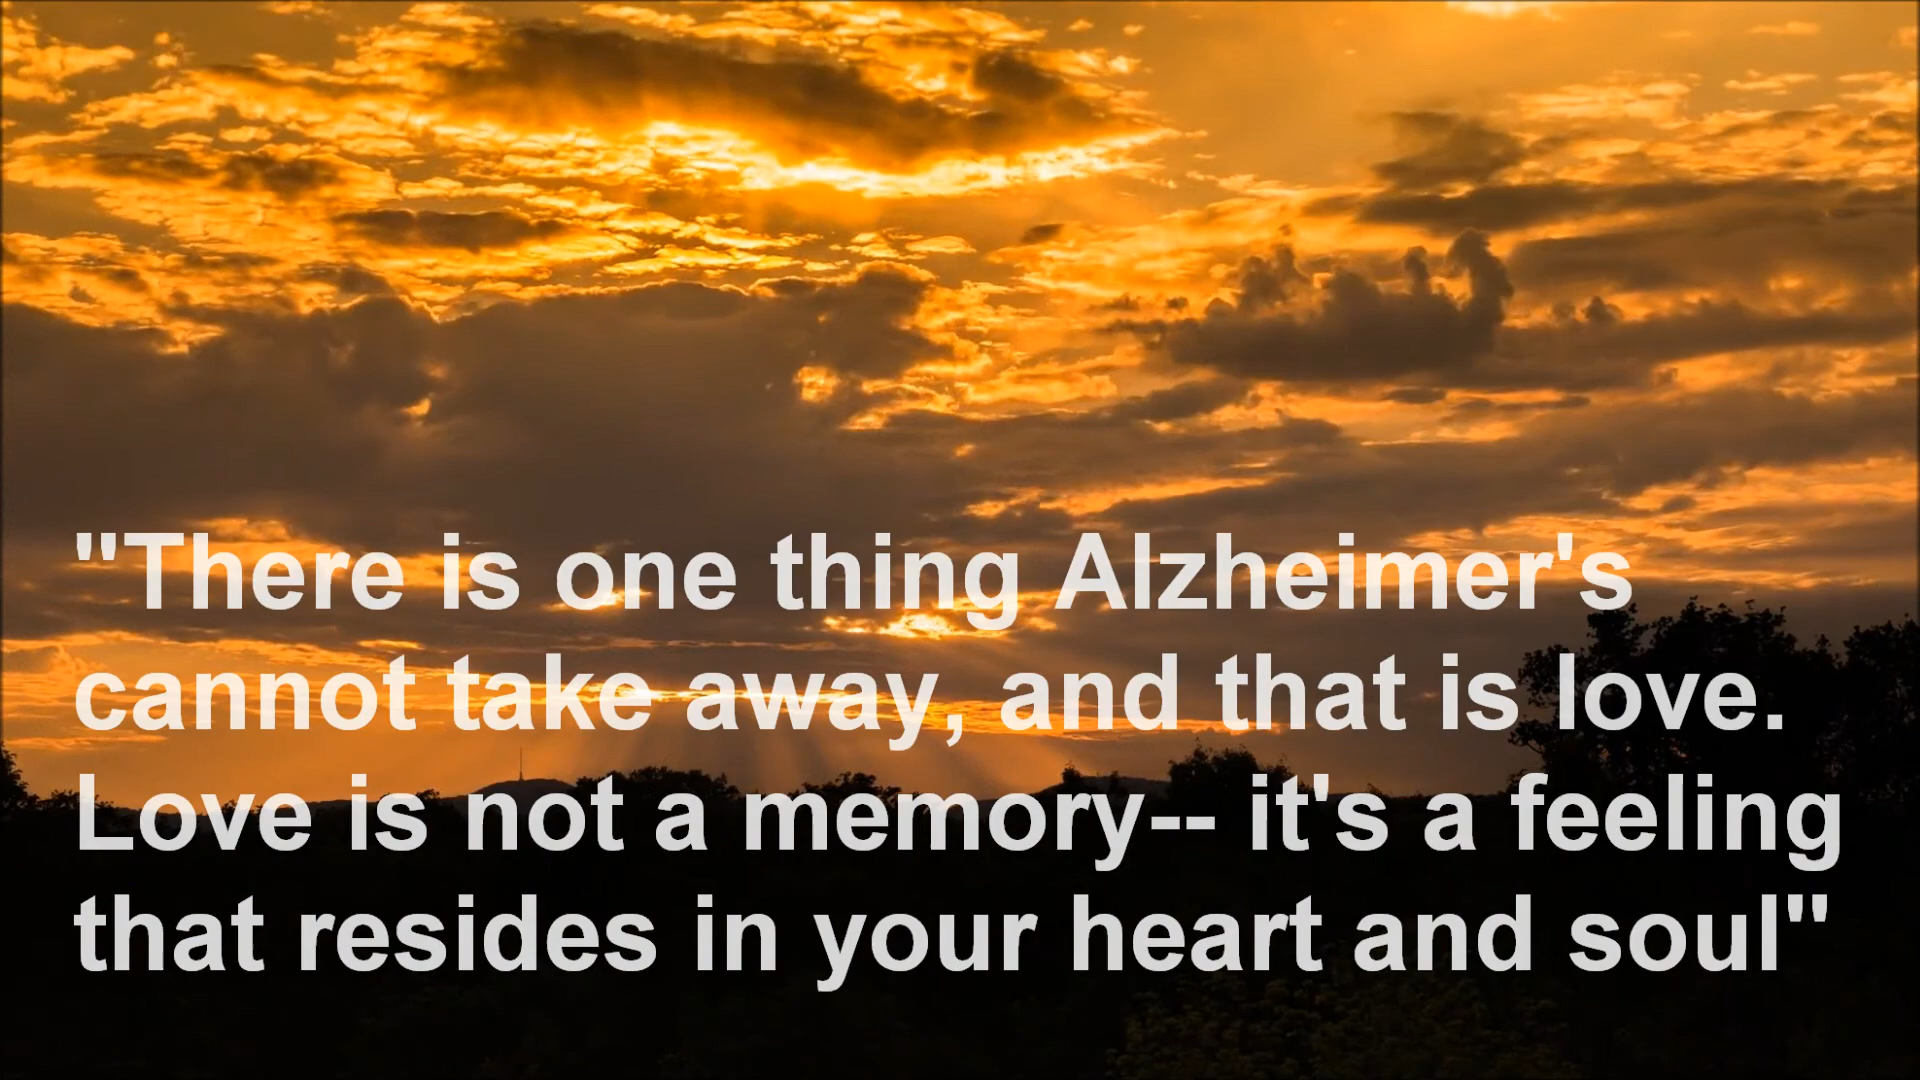 "There is one thing Alzheimer's
cannot take away, and that is love.
Love is not a memory-- it's a feeling
that resides in your heart and soul"